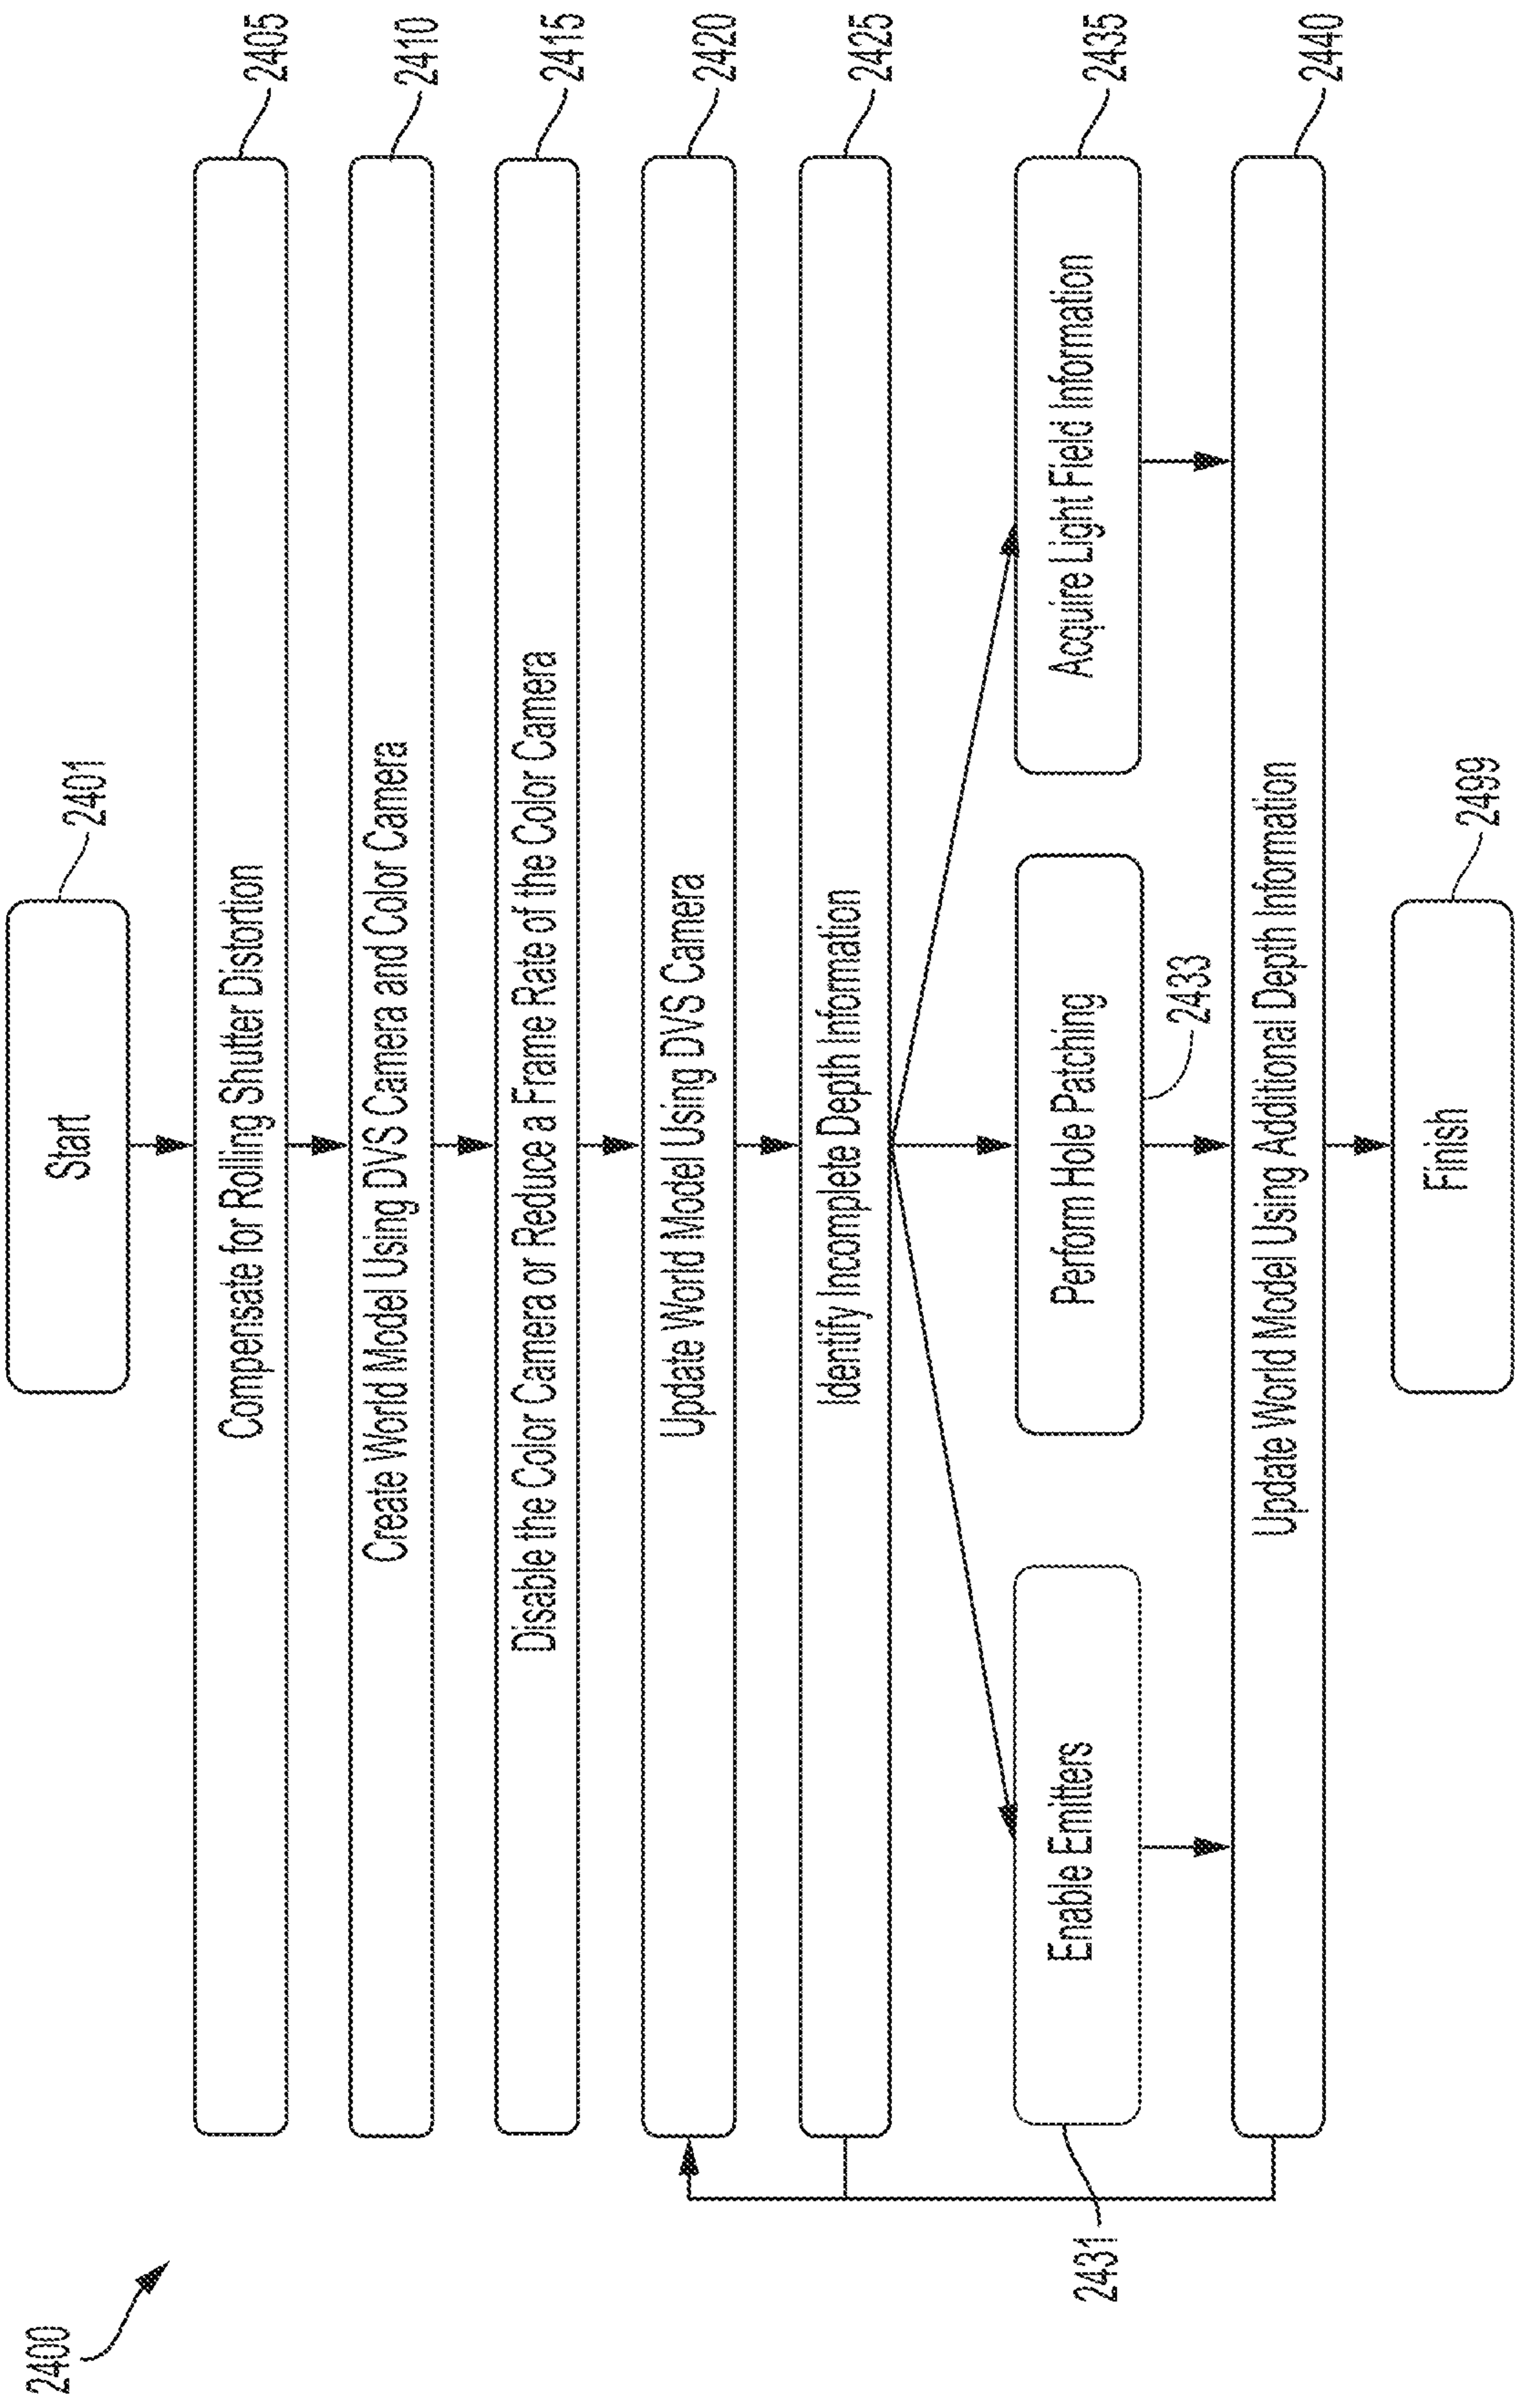 2400
Start
2401
Compensate for Rolling Shutter Distortion
2405
Create World Model Using DVS Camera and Color Camera
2410
Disable the Color Camera or Reduce a Frame Rate of the Color Camera
2415
Update World Model Using DVS Camera
2420
Identify Incomplete Depth Information
2425
Enable Emitters
2431
Perform Hole Patching
2433
Acquire Light Field Information
2435
Update World Model Using Additional Depth Information
2440
Finish
2499